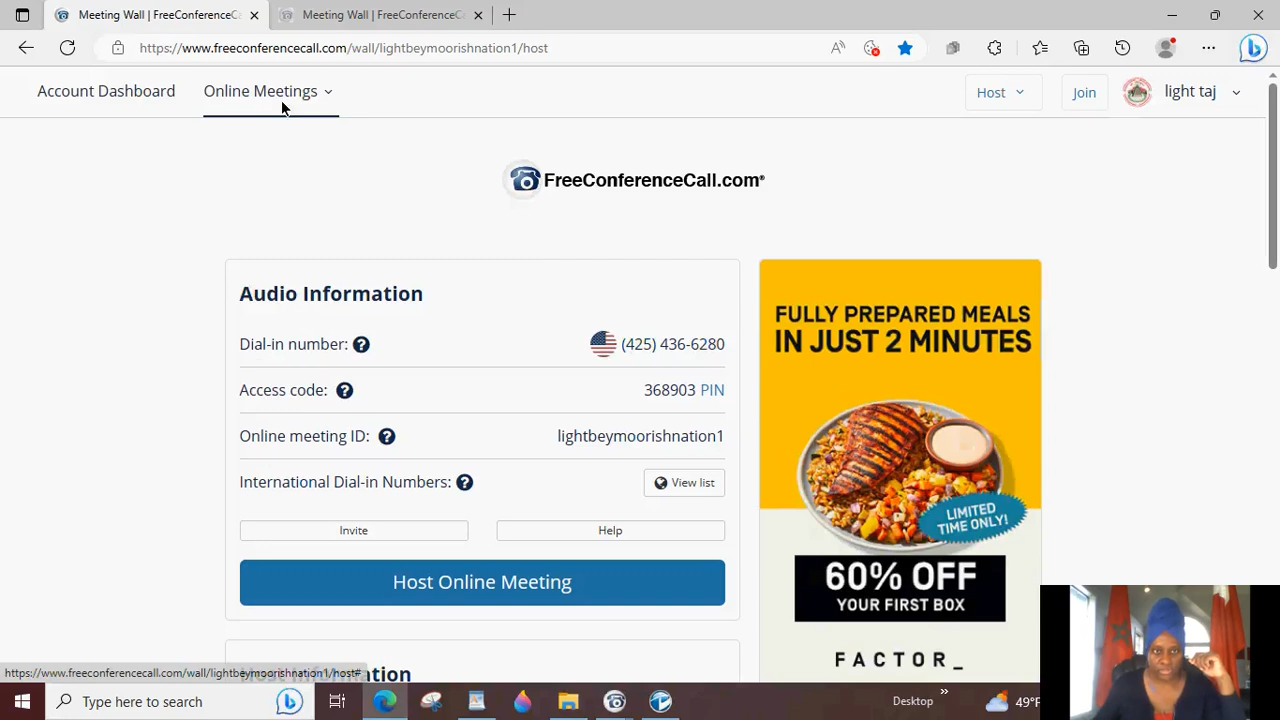 Meeting Wall | FreeConferenceCa
Meeting Wall | FreeConferenceCa
https://www.freeconferencecall.com/wall/lightbeymoorishnation1/host
Account Dashboard
Online Meetings
Host
Join
light taj
FreeConferenceCall.com®
Audio Information
Dial-in number: ?
(425) 436-6280
Access code: ?
368903 PIN
Online meeting ID: ?
lightbeymoorishnation1
International Dial-in Numbers: ?
View list
Invite
Help
Host Online Meeting
FULLY PREPARED MEALS
IN JUST 2 MINUTES
LIMITED
TIME ONLY!
60% OFF
YOUR FIRST BOX
FACTOR_
https://www.freeconferencecall.com/wall/lightbeymoorishnation1/host#
Type here to search
Desktop
49°F